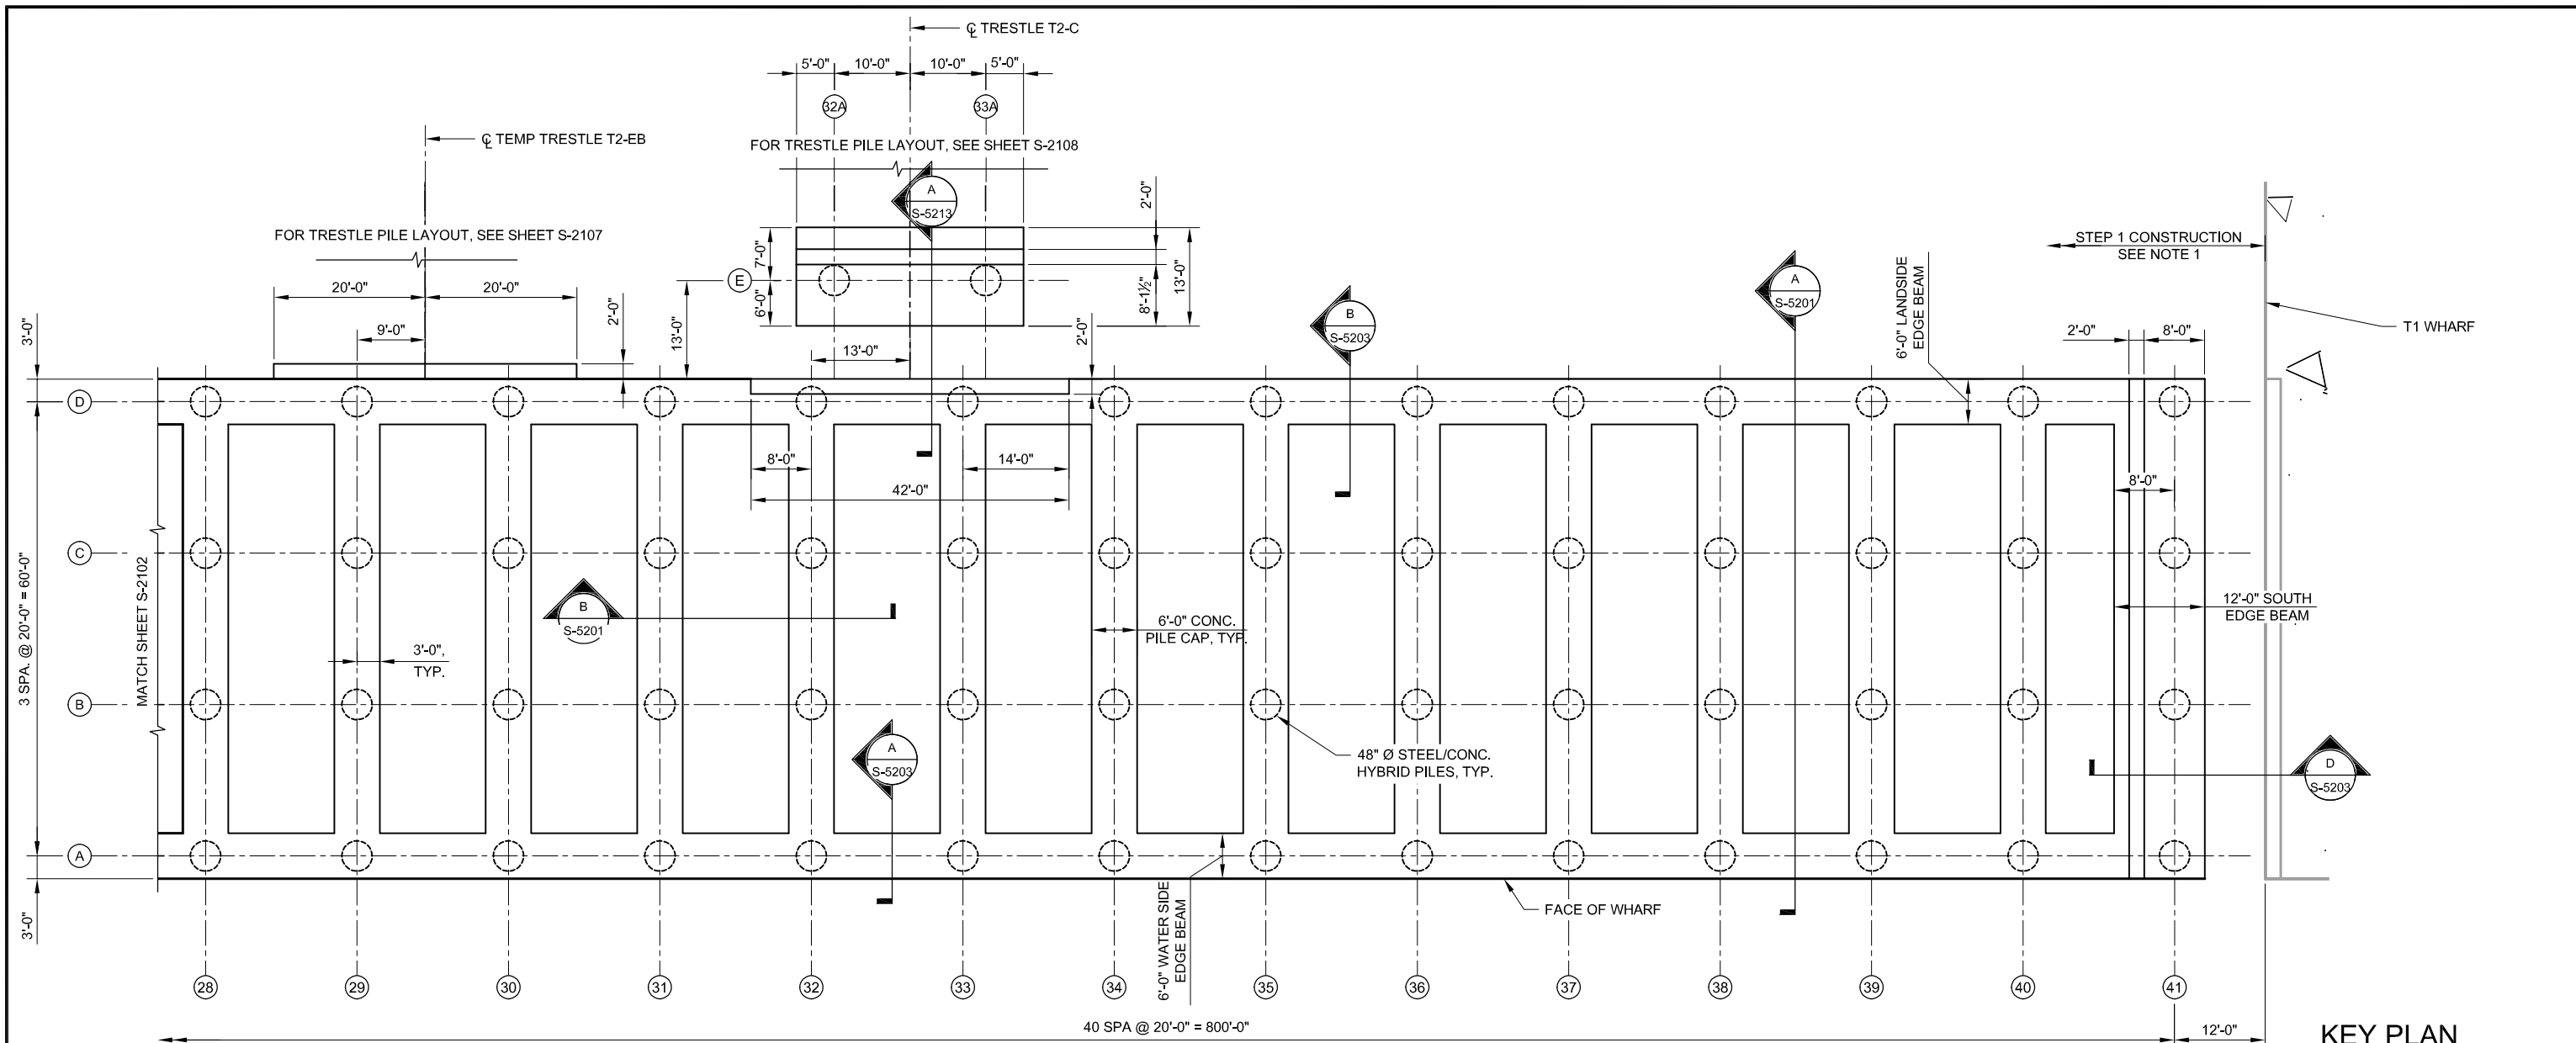 ℄ TRESTLE T2-C
5'-0" 10'-0" 10'-0" 5'-0"
32A 33A
℄ TEMP TRESTLE T2-EB
FOR TRESTLE PILE LAYOUT, SEE SHEET S-2108
A
S-5213
2'-0"
FOR TRESTLE PILE LAYOUT, SEE SHEET S-2107
STEP 1 CONSTRUCTION
SEE NOTE 1
7'-0"
E
6'-0"
8'-1½"
13'-0"
A
S-5201
6'-0" LANDSIDE
EDGE BEAM
20'-0" 20'-0"
2'-0"
13'-0"
B
S-5203
T1 WHARF
3'-0"
9'-0"
13'-0"
2'-0"
2'-0" 8'-0"
D
8'-0" 14'-0"
42'-0"
8'-0"
C
3 SPA. @ 20'-0" = 60'-0"
MATCH SHEET S-2102
B
S-5201
12'-0" SOUTH
EDGE BEAM
6'-0" CONC.
PILE CAP, TYP.
3'-0",
TYP.
B
A
S-5203
48" Ø STEEL/CONC.
HYBRID PILES, TYP.
D
S-5203
A
3'-0"
6'-0" WATER SIDE
EDGE BEAM
FACE OF WHARF
28 29 30 31 32 33 34 35 36 37 38 39 40 41
40 SPA @ 20'-0" = 800'-0"
12'-0"
KEY PLAN